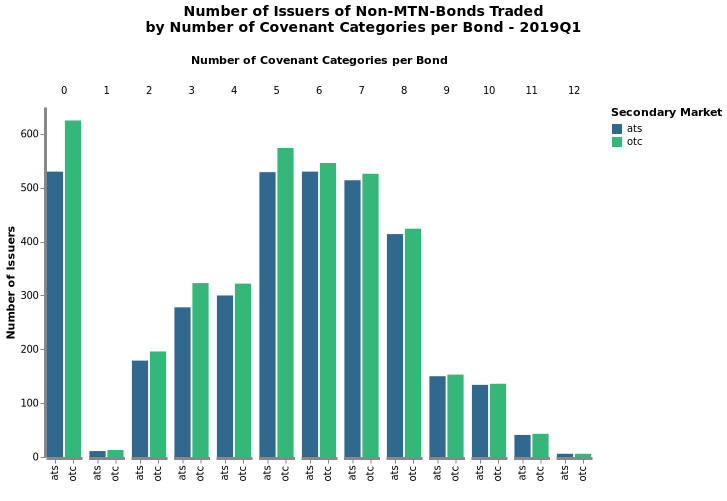 Number of Issuers of Non-MTN-Bonds Traded
by Number of Covenant Categories per Bond - 2019Q1
Number of Covenant Categories per Bond
0 1 2 3 4 5 6 7 8 9 10 11 12
Secondary Market
ats
otc
Number of Issuers
600
500
400
300
200
100
0
ats otc ats otc ats otc ats otc ats otc ats otc ats otc ats otc ats otc ats otc ats otc ats otc ats otc